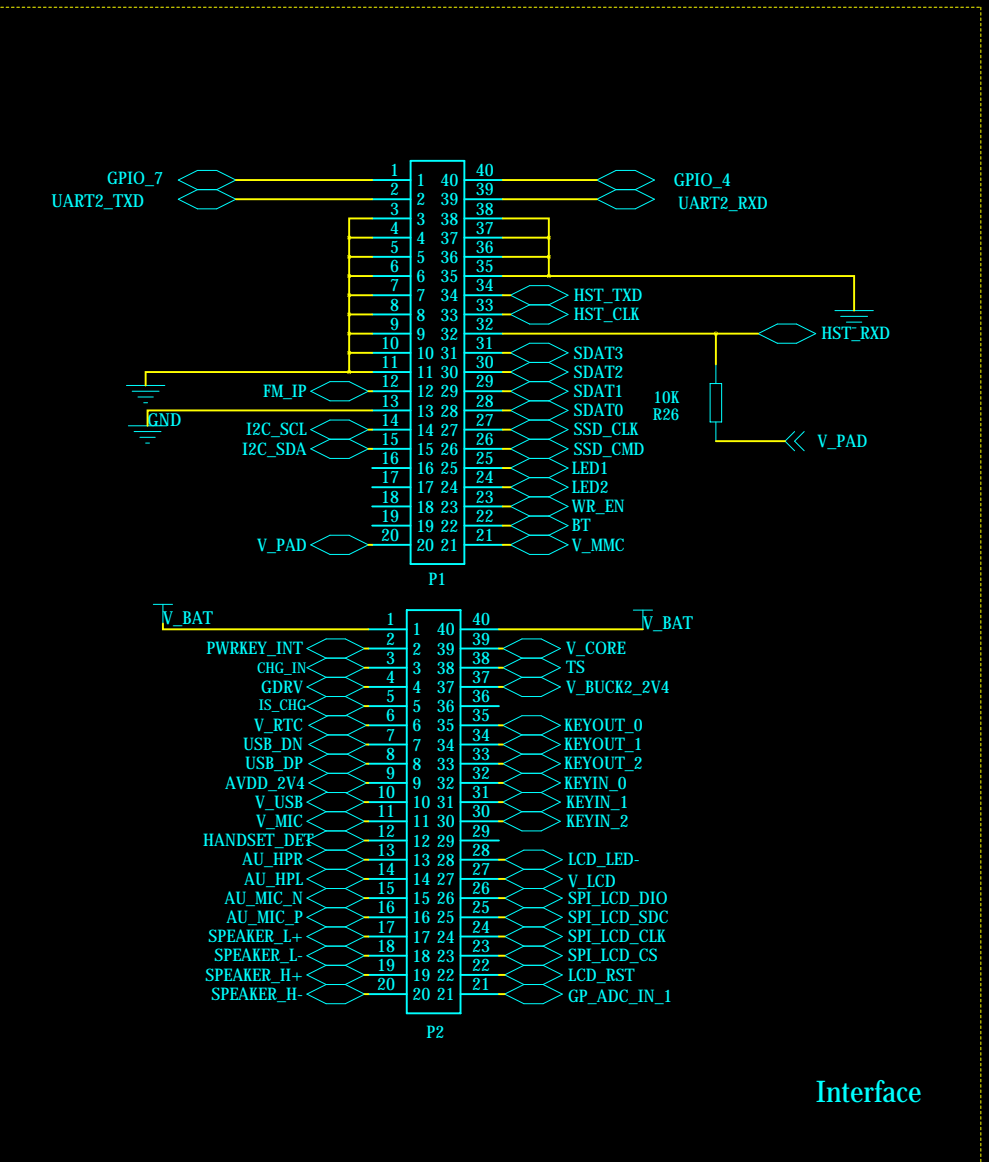 1 40
GPIO_7 1 40 GPIO_4
2 39
UART2_TXD 2 39 UART2_RXD
3 38
3 38
4 37
4 37
5 36
5 36
6 35
6 35
7 34
7 34 HST_TXD
8 33
8 33 HST_CLK
9 32
9 32 HST_RXD
10 31
10 31 SDAT3
11 30
11 30 SDAT2
12 29
FM_IP 12 29 SDAT1
10K
13 28
13 28 SDAT0
R26
GND
14 27
I2C_SCL 14 27 SSD_CLK
V_PAD
15 26
I2C_SDA 15 26 SSD_CMD
16 25
16 25 LED1
17 24
17 24 LED2
18 23
18 23 WR_EN
19 22
19 22 BT
20 21
V_PAD 20 21 V_MMC
P1
V_BAT 1 40 V_BAT
1 40
2 39
PWRKEY_INT 2 39 V_CORE
3 38
CHG_IN 3 38 TS
4 37
GDRV 4 37 V_BUCK2_2V4
5 36
IS_CHG 5 36
6 35
V_RTC 6 35 KEYOUT_0
7 34
USB_DN 7 34 KEYOUT_1
8 33
USB_DP 8 33 KEYOUT_2
9 32
AVDD_2V4 9 32 KEYIN_0
10 31
V_USB 10 31 KEYIN_1
11 30
V_MIC 11 30 KEYIN_2
12 29
HANDSET_DET 12 29
13 28
AU_HPR 13 28 LCD_LED-
14 27
AU_HPL 14 27 V_LCD
15 26
AU_MIC_N 15 26 SPI_LCD_DIO
16 25
AU_MIC_P 16 25 SPI_LCD_SDC
17 24
SPEAKER_L+ 17 24 SPI_LCD_CLK
18 23
SPEAKER_L- 18 23 SPI_LCD_CS
19 22
SPEAKER_H+ 19 22 LCD_RST
20 21
SPEAKER_H- 20 21 GP_ADC_IN_1
P2
Interface